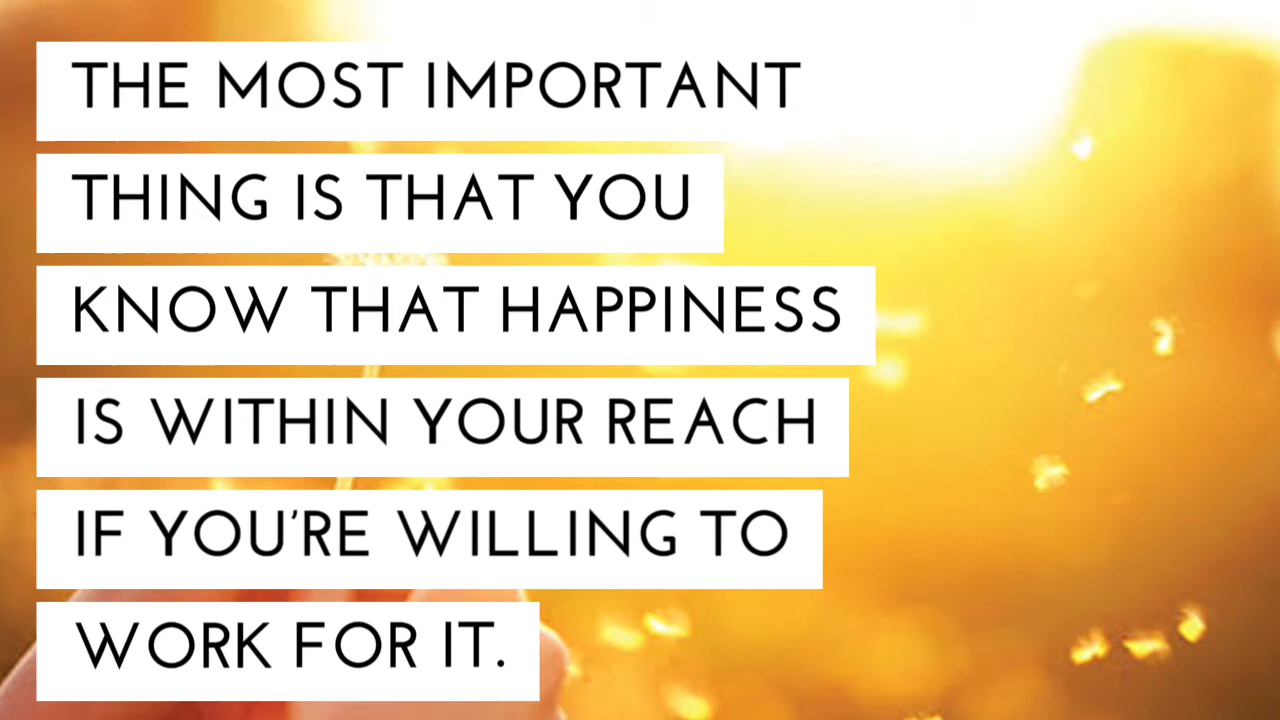 THE MOST IMPORTANT
THING IS THAT YOU
KNOW THAT HAPPINESS
IS WITHIN YOUR REACH
IF YOU'RE WILLING TO
WORK FOR IT.